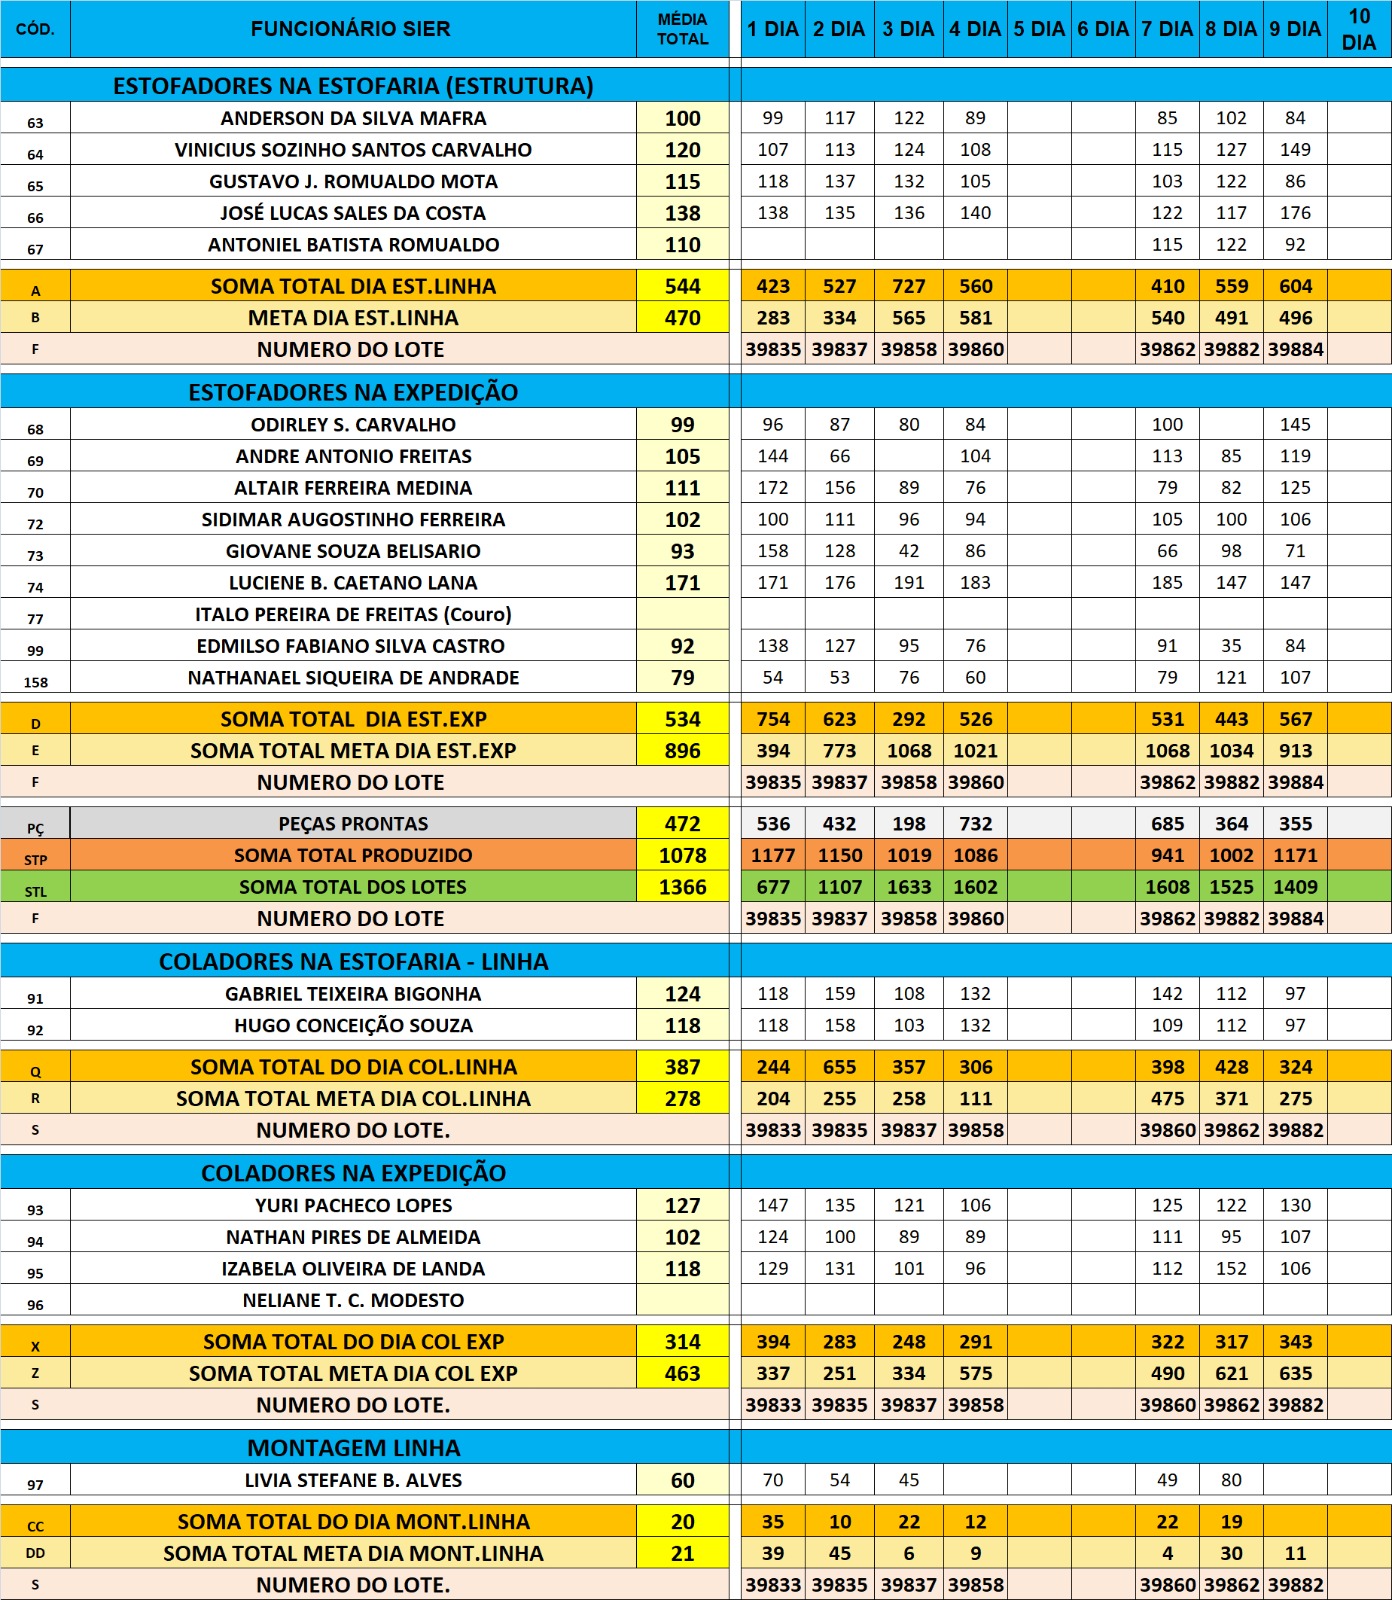 CÓD. FUNCIONÁRIO SIER MÉDIA TOTAL 1 DIA 2 DIA 3 DIA 4 DIA 5 DIA 6 DIA 7 DIA 8 DIA 9 DIA 10 DIA
ESTOFADORES NA ESTOFARIA (ESTRUTURA)
63 ANDERSON DA SILVA MAFRA 100 99 117 122 89 85 102 84
64 VINICIUS SOZINHO SANTOS CARVALHO 120 107 113 124 108 115 127 149
65 GUSTAVO J. ROMUALDO MOTA 115 118 137 132 105 103 122 86
66 JOSÉ LUCAS SALES DA COSTA 138 138 135 136 140 122 117 176
67 ANTONIEL BATISTA ROMUALDO 110 115 122 92
A SOMA TOTAL DIA EST.LINHA 544 423 527 727 560 410 559 604
B META DIA EST.LINHA 470 283 334 565 581 540 491 496
F NUMERO DO LOTE 39835 39837 39858 39860 39862 39882 39884
ESTOFADORES NA EXPEDIÇÃO
68 ODIRLEY S. CARVALHO 99 96 87 80 84 100 145
69 ANDRE ANTONIO FREITAS 105 144 66 104 113 85 119
70 ALTAIR FERREIRA MEDINA 111 172 156 89 76 79 82 125
72 SIDIMAR AUGOSTINHO FERREIRA 102 100 111 96 94 105 100 106
73 GIOVANE SOUZA BELISARIO 93 158 128 42 86 66 98 71
74 LUCIENE B. CAETANO LANA 171 171 176 191 183 185 147 147
77 ITALO PEREIRA DE FREITAS (Couro)
99 EDMILSO FABIANO SILVA CASTRO 92 138 127 95 76 91 35 84
158 NATHANAEL SIQUEIRA DE ANDRADE 79 54 53 76 60 79 121 107
D SOMA TOTAL DIA EST.EXP 534 754 623 292 526 531 443 567
E SOMA TOTAL META DIA EST.EXP 896 394 773 1068 1021 1068 1034 913
F NUMERO DO LOTE 39835 39837 39858 39860 39862 39882 39884
PÇ PEÇAS PRONTAS 472 536 432 198 732 685 364 355
STP SOMA TOTAL PRODUZIDO 1078 1177 1150 1019 1086 941 1002 1171
STL SOMA TOTAL DOS LOTES 1366 677 1107 1633 1602 1608 1525 1409
F NUMERO DO LOTE 39835 39837 39858 39860 39862 39882 39884
COLADORES NA ESTOFARIA - LINHA
91 GABRIEL TEIXEIRA BIGONHA 124 118 159 108 132 142 112 97
92 HUGO CONCEIÇÃO SOUZA 118 118 158 103 132 109 112 97
Q SOMA TOTAL DO DIA COL.LINHA 387 244 655 357 306 398 428 324
R SOMA TOTAL META DIA COL.LINHA 278 204 255 258 111 475 371 275
S NUMERO DO LOTE. 39833 39835 39837 39858 39860 39862 39882
COLADORES NA EXPEDIÇÃO
93 YURI PACHECO LOPES 127 147 135 121 106 125 122 130
94 NATHAN PIRES DE ALMEIDA 102 124 100 89 89 111 95 107
95 IZABELA OLIVEIRA DE LANDA 118 129 131 101 96 112 152 106
96 NELIANE T. C. MODESTO
X SOMA TOTAL DO DIA COL EXP 314 394 283 248 291 322 317 343
Z SOMA TOTAL META DIA COL EXP 463 337 251 334 575 490 621 635
S NUMERO DO LOTE. 39833 39835 39837 39858 39860 39862 39882
MONTAGEM LINHA
97 LIVIA STEFANE B. ALVES 60 70 54 45 49 80
CC SOMA TOTAL DO DIA MONT.LINHA 20 35 10 22 12 22 19
DD SOMA TOTAL META DIA MONT.LINHA 21 39 45 6 9 4 30 11
S NUMERO DO LOTE. 39833 39835 39837 39858 39860 39862 39882